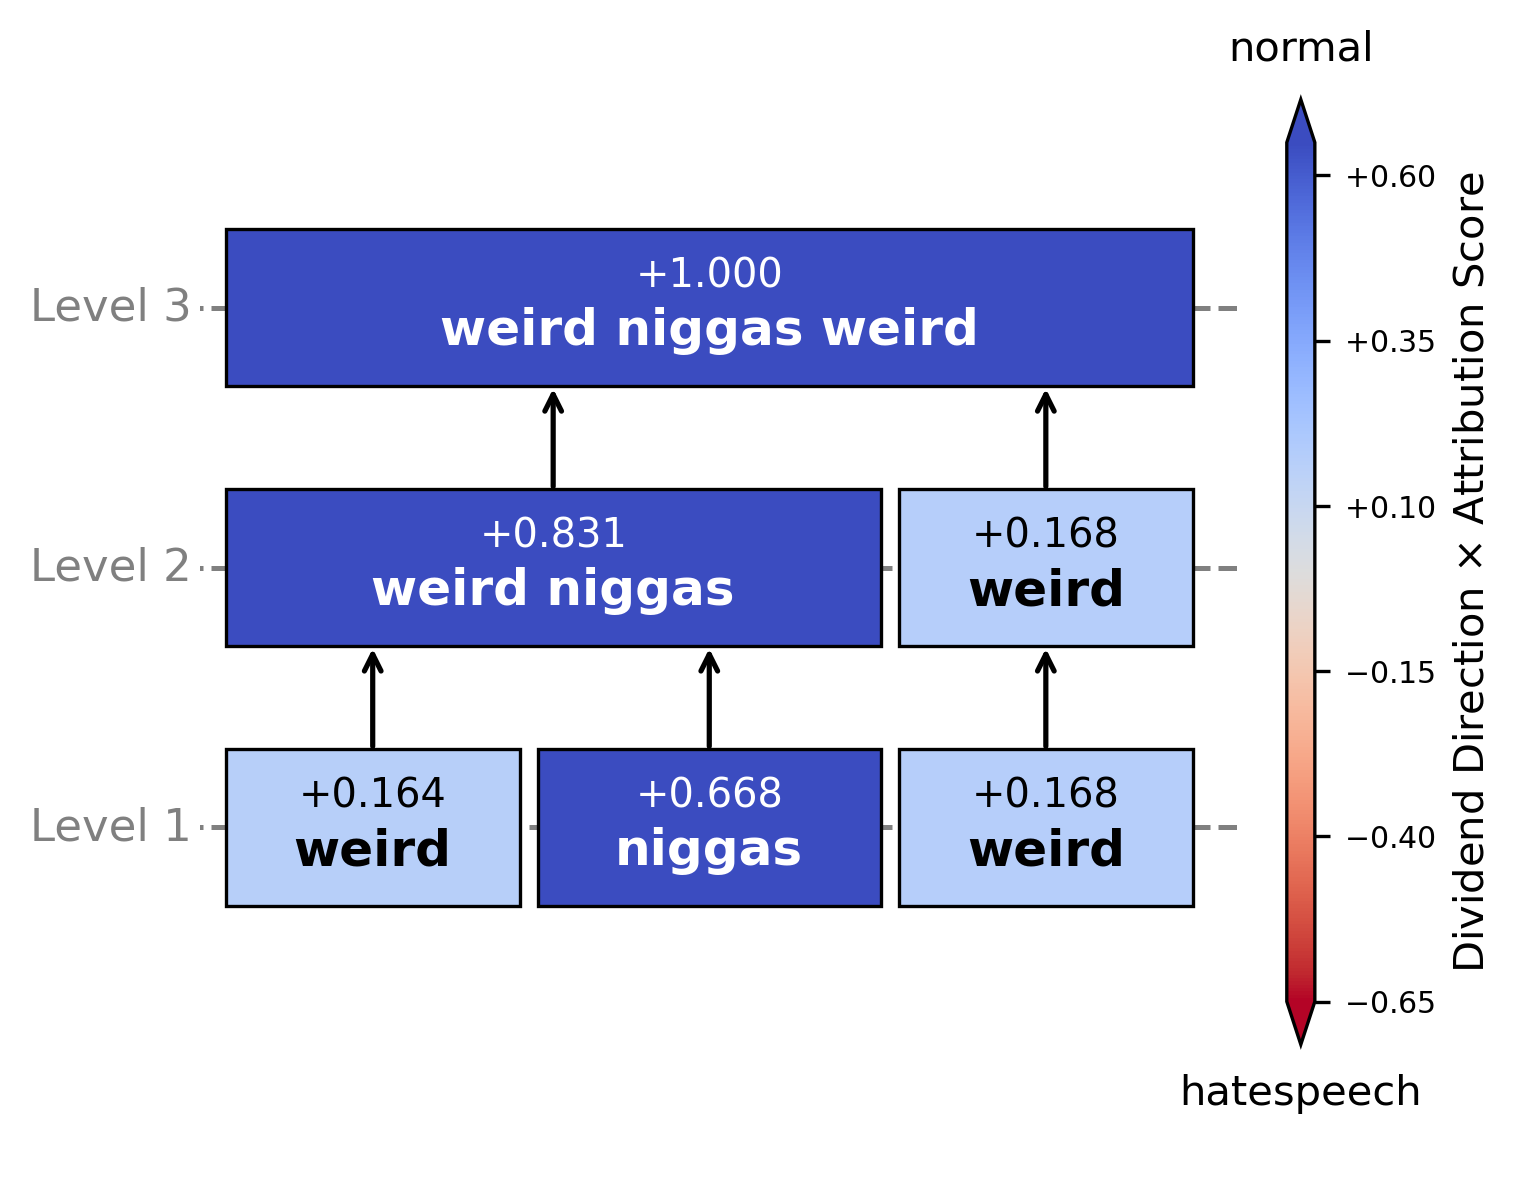 normal
+0.60
+0.35
+0.10
−0.15
−0.40
−0.65
hatespeech
Dividend Direction × Attribution Score
Level 3
+1.000
weird niggas weird
Level 2
+0.831
weird niggas
+0.168
weird
Level 1
+0.164
weird
+0.668
niggas
+0.168
weird